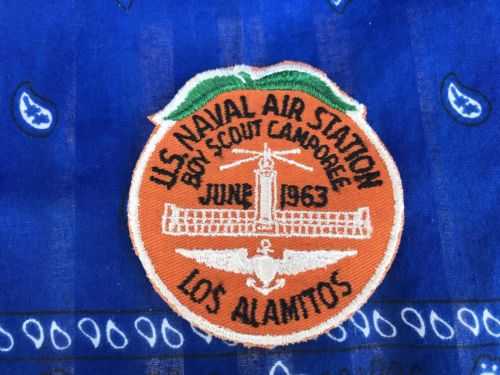 U.S. NAVAL AIR STATION
BOY SCOUT CAMPOREE
JUNE 1963
LOS ALAMITOS